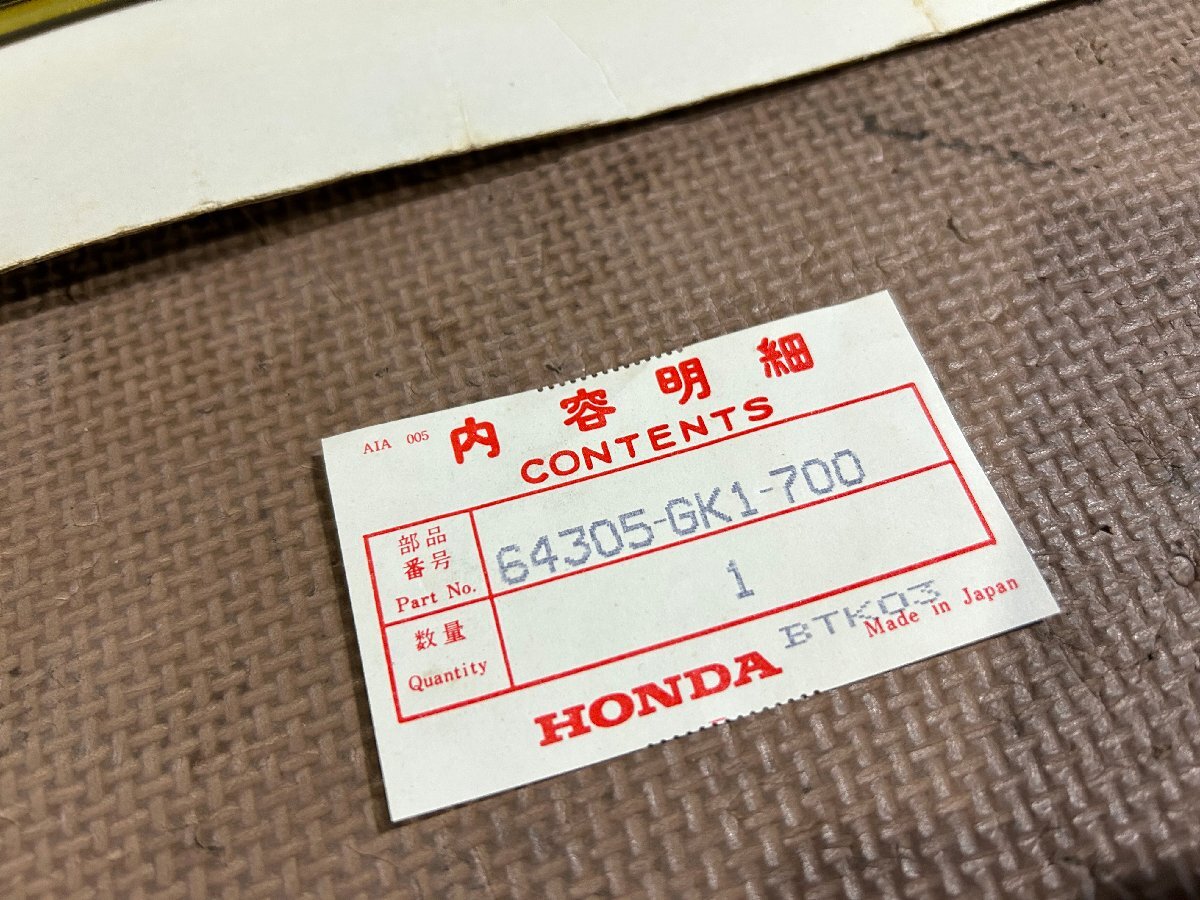 AIA 005
内容明細
CONTENTS
部品
番号
Part No.
64305-GK1-700
数量
Quantity
1
BTK03
HONDA
Made in Japan